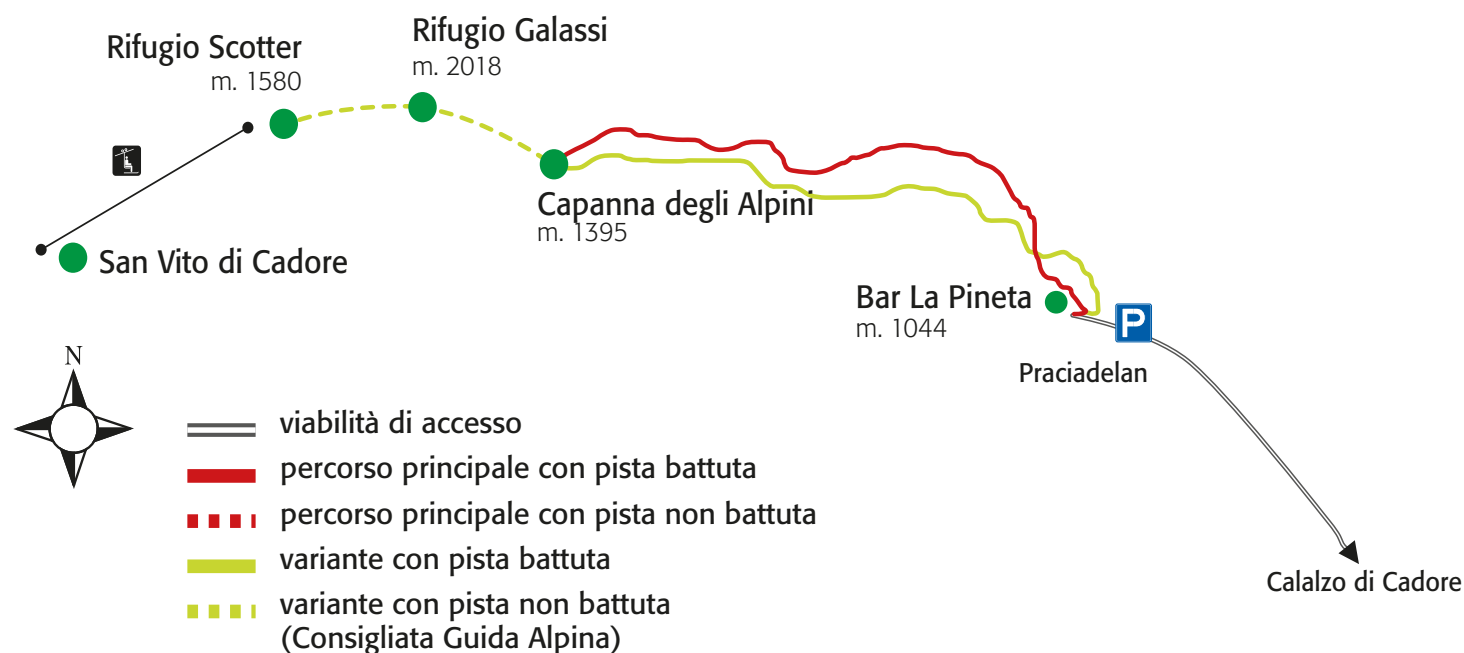 Rifugio Scotter
m. 1580
Rifugio Galassi
m. 2018
Capanna degli Alpini
m. 1395
San Vito di Cadore
Bar La Pineta
m. 1044
P
Praciadelan
Calalzo di Cadore
N
viabilità di accesso
percorso principale con pista battuta
percorso principale con pista non battuta
variante con pista battuta
variante con pista non battuta
(Consigliata Guida Alpina)